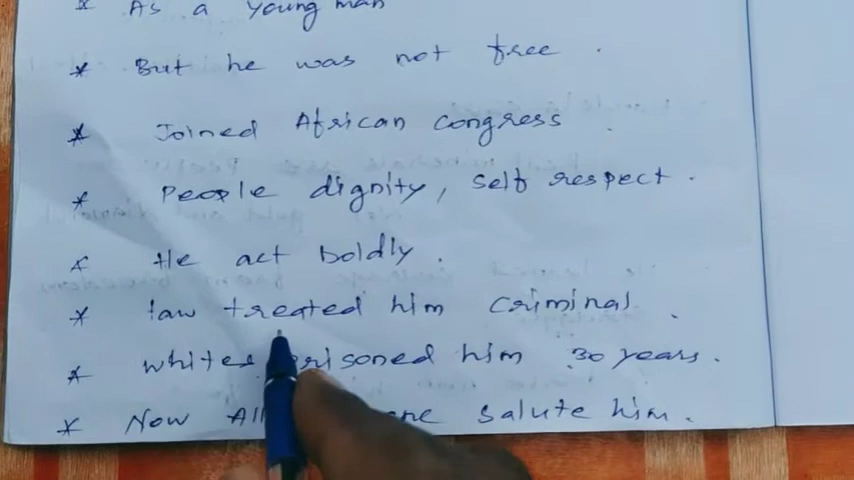 * As a young man
* But he was not free .
* Joined African congress .
* People dignity, self respect .
* He act boldly .
* law treated him criminal .
* whites prisoned him 30 years .
* Now All salute him .